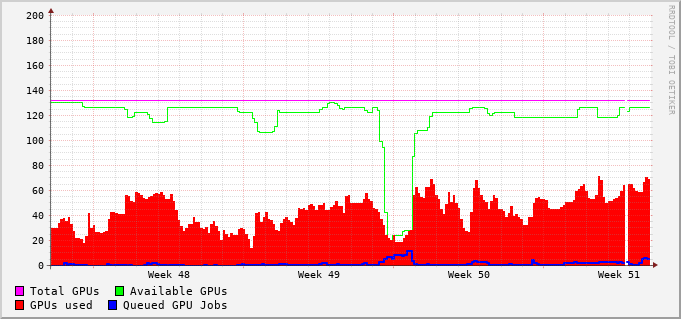 200
180
160
140
120
100
80
60
40
20
0
Week 48 Week 49 Week 50 Week 51
Total GPUs Available GPUs
GPUs used Queued GPU Jobs
RRDTOOL / TOBI OETIKER